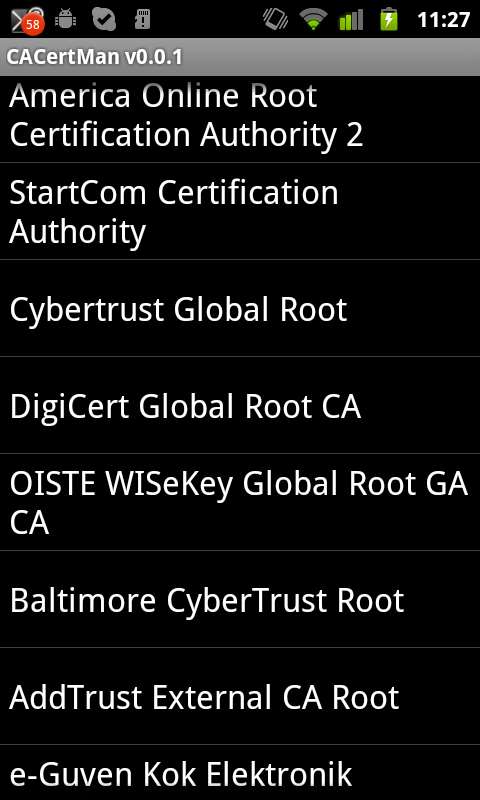 58
11:27
CACertMan v0.0.1
America Online Root
Certification Authority 2
StartCom Certification
Authority
Cybertrust Global Root
DigiCert Global Root CA
OISTE WISeKey Global Root GA
CA
Baltimore CyberTrust Root
AddTrust External CA Root
e-Guven Kok Elektronik